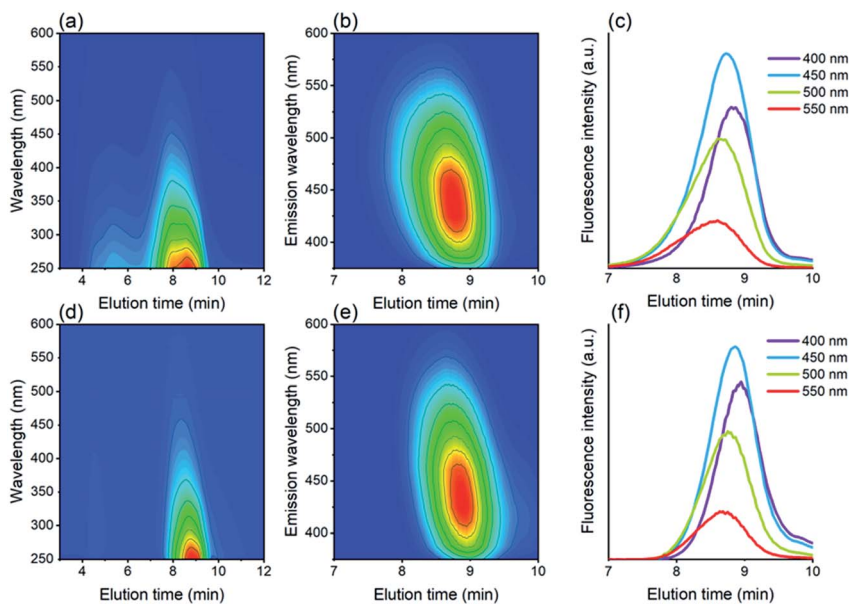 (a)
Wavelength (nm)
600
550
500
450
400
350
300
250
4 6 8 10 12
Elution time (min)
(b)
Emission wavelength (nm)
600
550
500
450
400
7 8 9 10
Elution time (min)
(c)
Fluorescence intensity (a.u.)
400 nm
450 nm
500 nm
550 nm
7 8 9 10
Elution time (min)
(d)
Wavelength (nm)
600
550
500
450
400
350
300
250
4 6 8 10 12
Elution time (min)
(e)
Emission wavelength (nm)
600
550
500
450
400
7 8 9 10
Elution time (min)
(f)
Fluorescence intensity (a.u.)
400 nm
450 nm
500 nm
550 nm
7 8 9 10
Elution time (min)